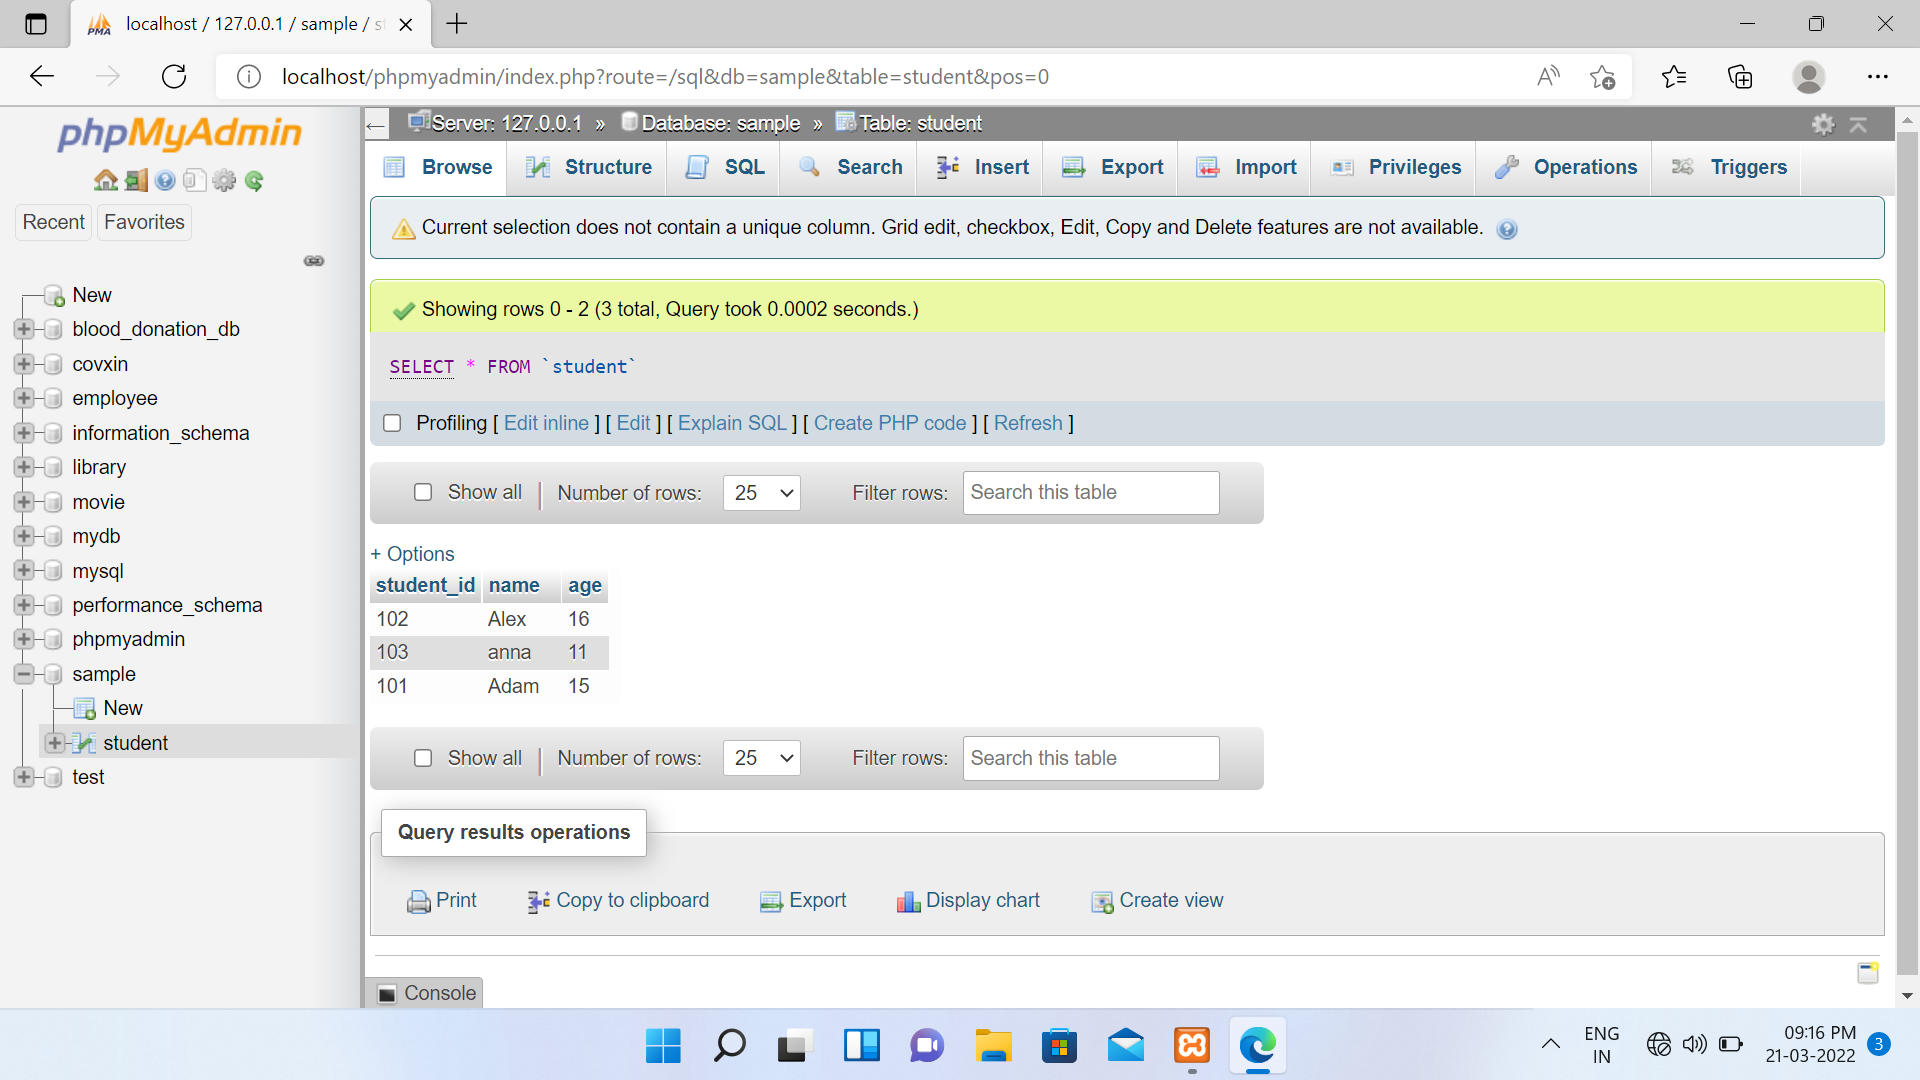 localhost / 127.0.0.1 / sample / s
localhost/phpmyadmin/index.php?route=/sql&db=sample&table=student&pos=0
phpMyAdmin
Recent Favorites
New
blood_donation_db
covxin
employee
information_schema
library
movie
mydb
mysql
performance_schema
phpmyadmin
sample
New
student
test
Server: 127.0.0.1 » Database: sample » Table: student
Browse Structure SQL Search Insert Export Import Privileges Operations Triggers
Current selection does not contain a unique column. Grid edit, checkbox, Edit, Copy and Delete features are not available.
Showing rows 0 - 2 (3 total, Query took 0.0002 seconds.)
SELECT * FROM `student`
Profiling [ Edit inline ] [ Edit ] [ Explain SQL ] [ Create PHP code ] [ Refresh ]
Show all Number of rows: 25 Filter rows: Search this table
+ Options
student_id name age
102 Alex 16
103 anna 11
101 Adam 15
Show all Number of rows: 25 Filter rows: Search this table
Query results operations
Print Copy to clipboard Export Display chart Create view
Console
ENG
IN
09:16 PM
21-03-2022
3